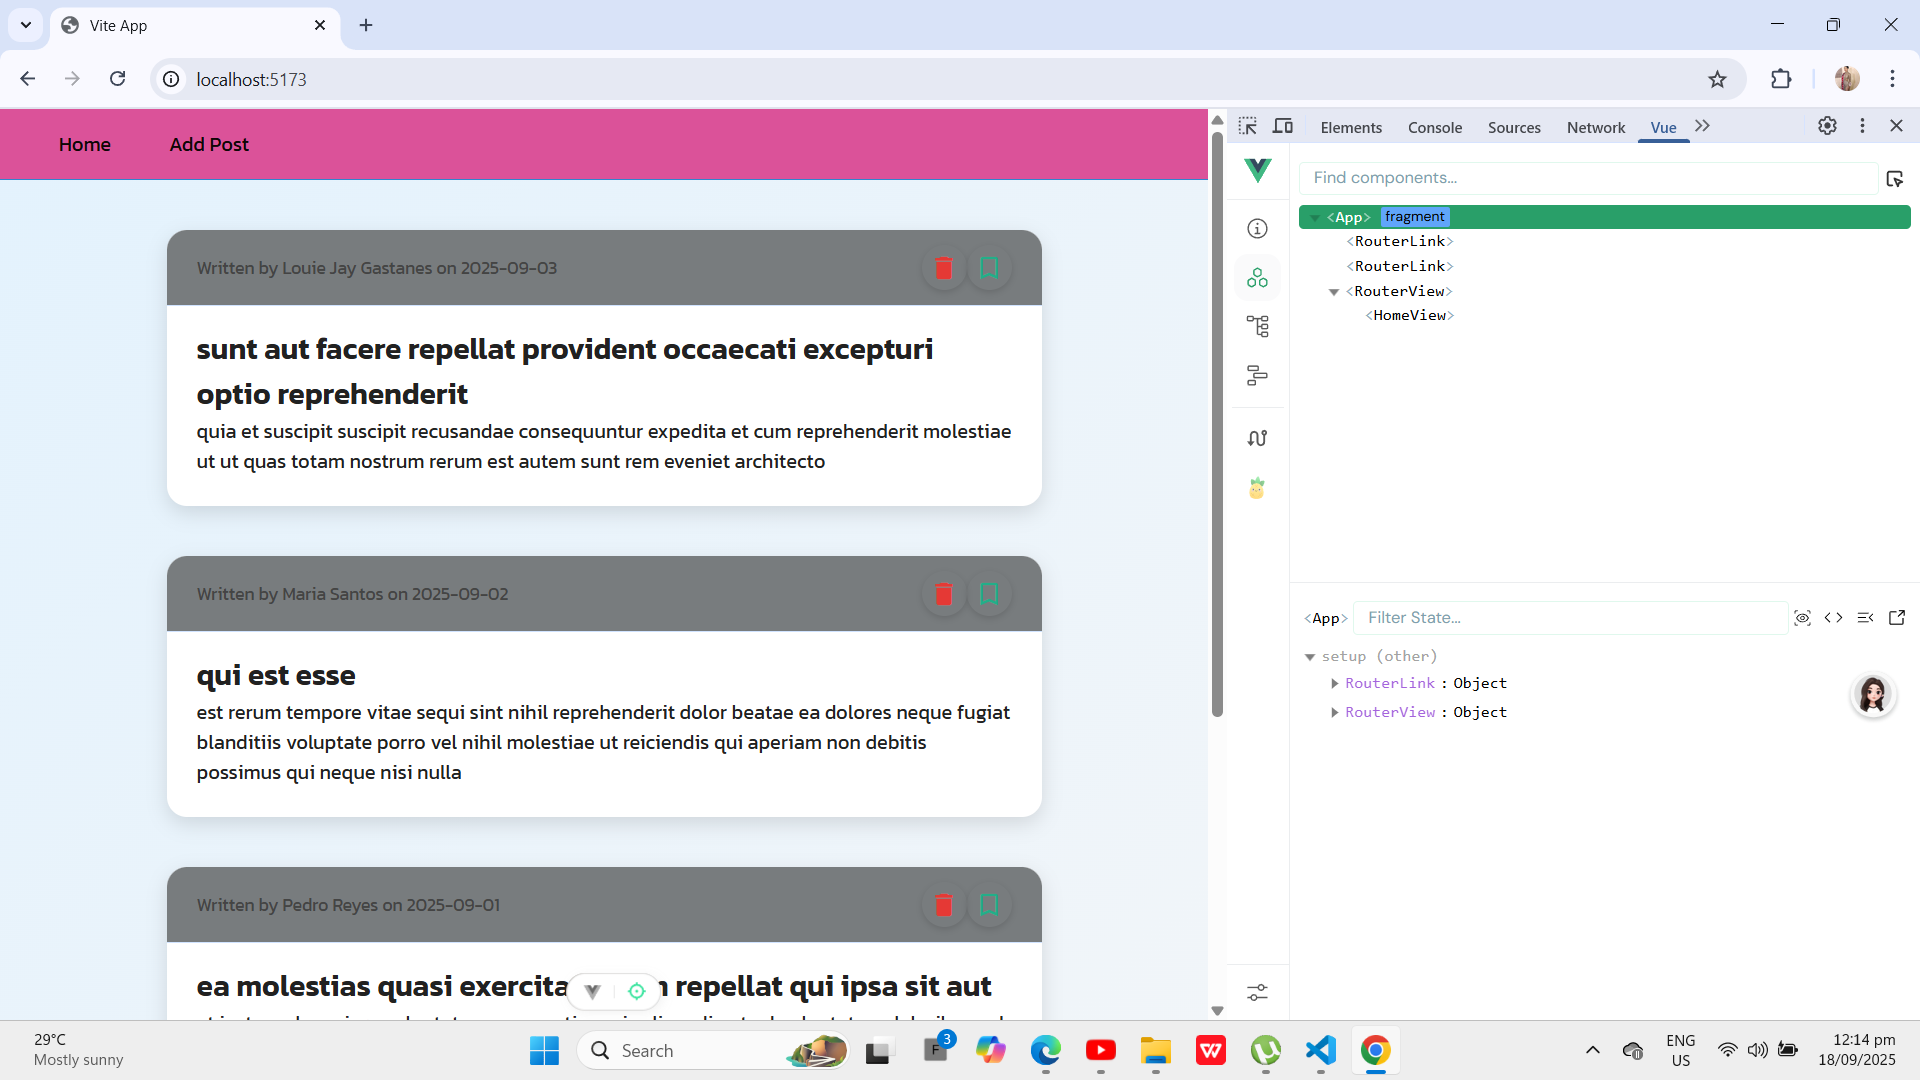 Vite App
localhost:5173
Home
Add Post
Written by Louie Jay Gastanes on 2025-09-03
sunt aut facere repellat provident occaecati excepturi
optio reprehenderit
quia et suscipit suscipit recusandae consequuntur expedita et cum reprehenderit molestiae
ut ut quas totam nostrum rerum est autem sunt rem eveniet architecto
Written by Maria Santos on 2025-09-02
qui est esse
est rerum tempore vitae sequi sint nihil reprehenderit dolor beatae ea dolores neque fugiat
blanditiis voluptate porro vel nihil molestiae ut reiciendis qui aperiam non debitis
possimus qui neque nisi nulla
Written by Pedro Reyes on 2025-09-01
ea molestias quasi repellat qui ipsa sit aut
Elements
Console
Sources
Network
Vue
Find components...
<App> fragment
<RouterLink>
<RouterLink>
<RouterView>
<HomeView>
<App> Filter State...
setup (other)
RouterLink : Object
RouterView : Object
29°C
Mostly sunny
Search
F
3
W
ENG
US
12:14 pm
18/09/2025